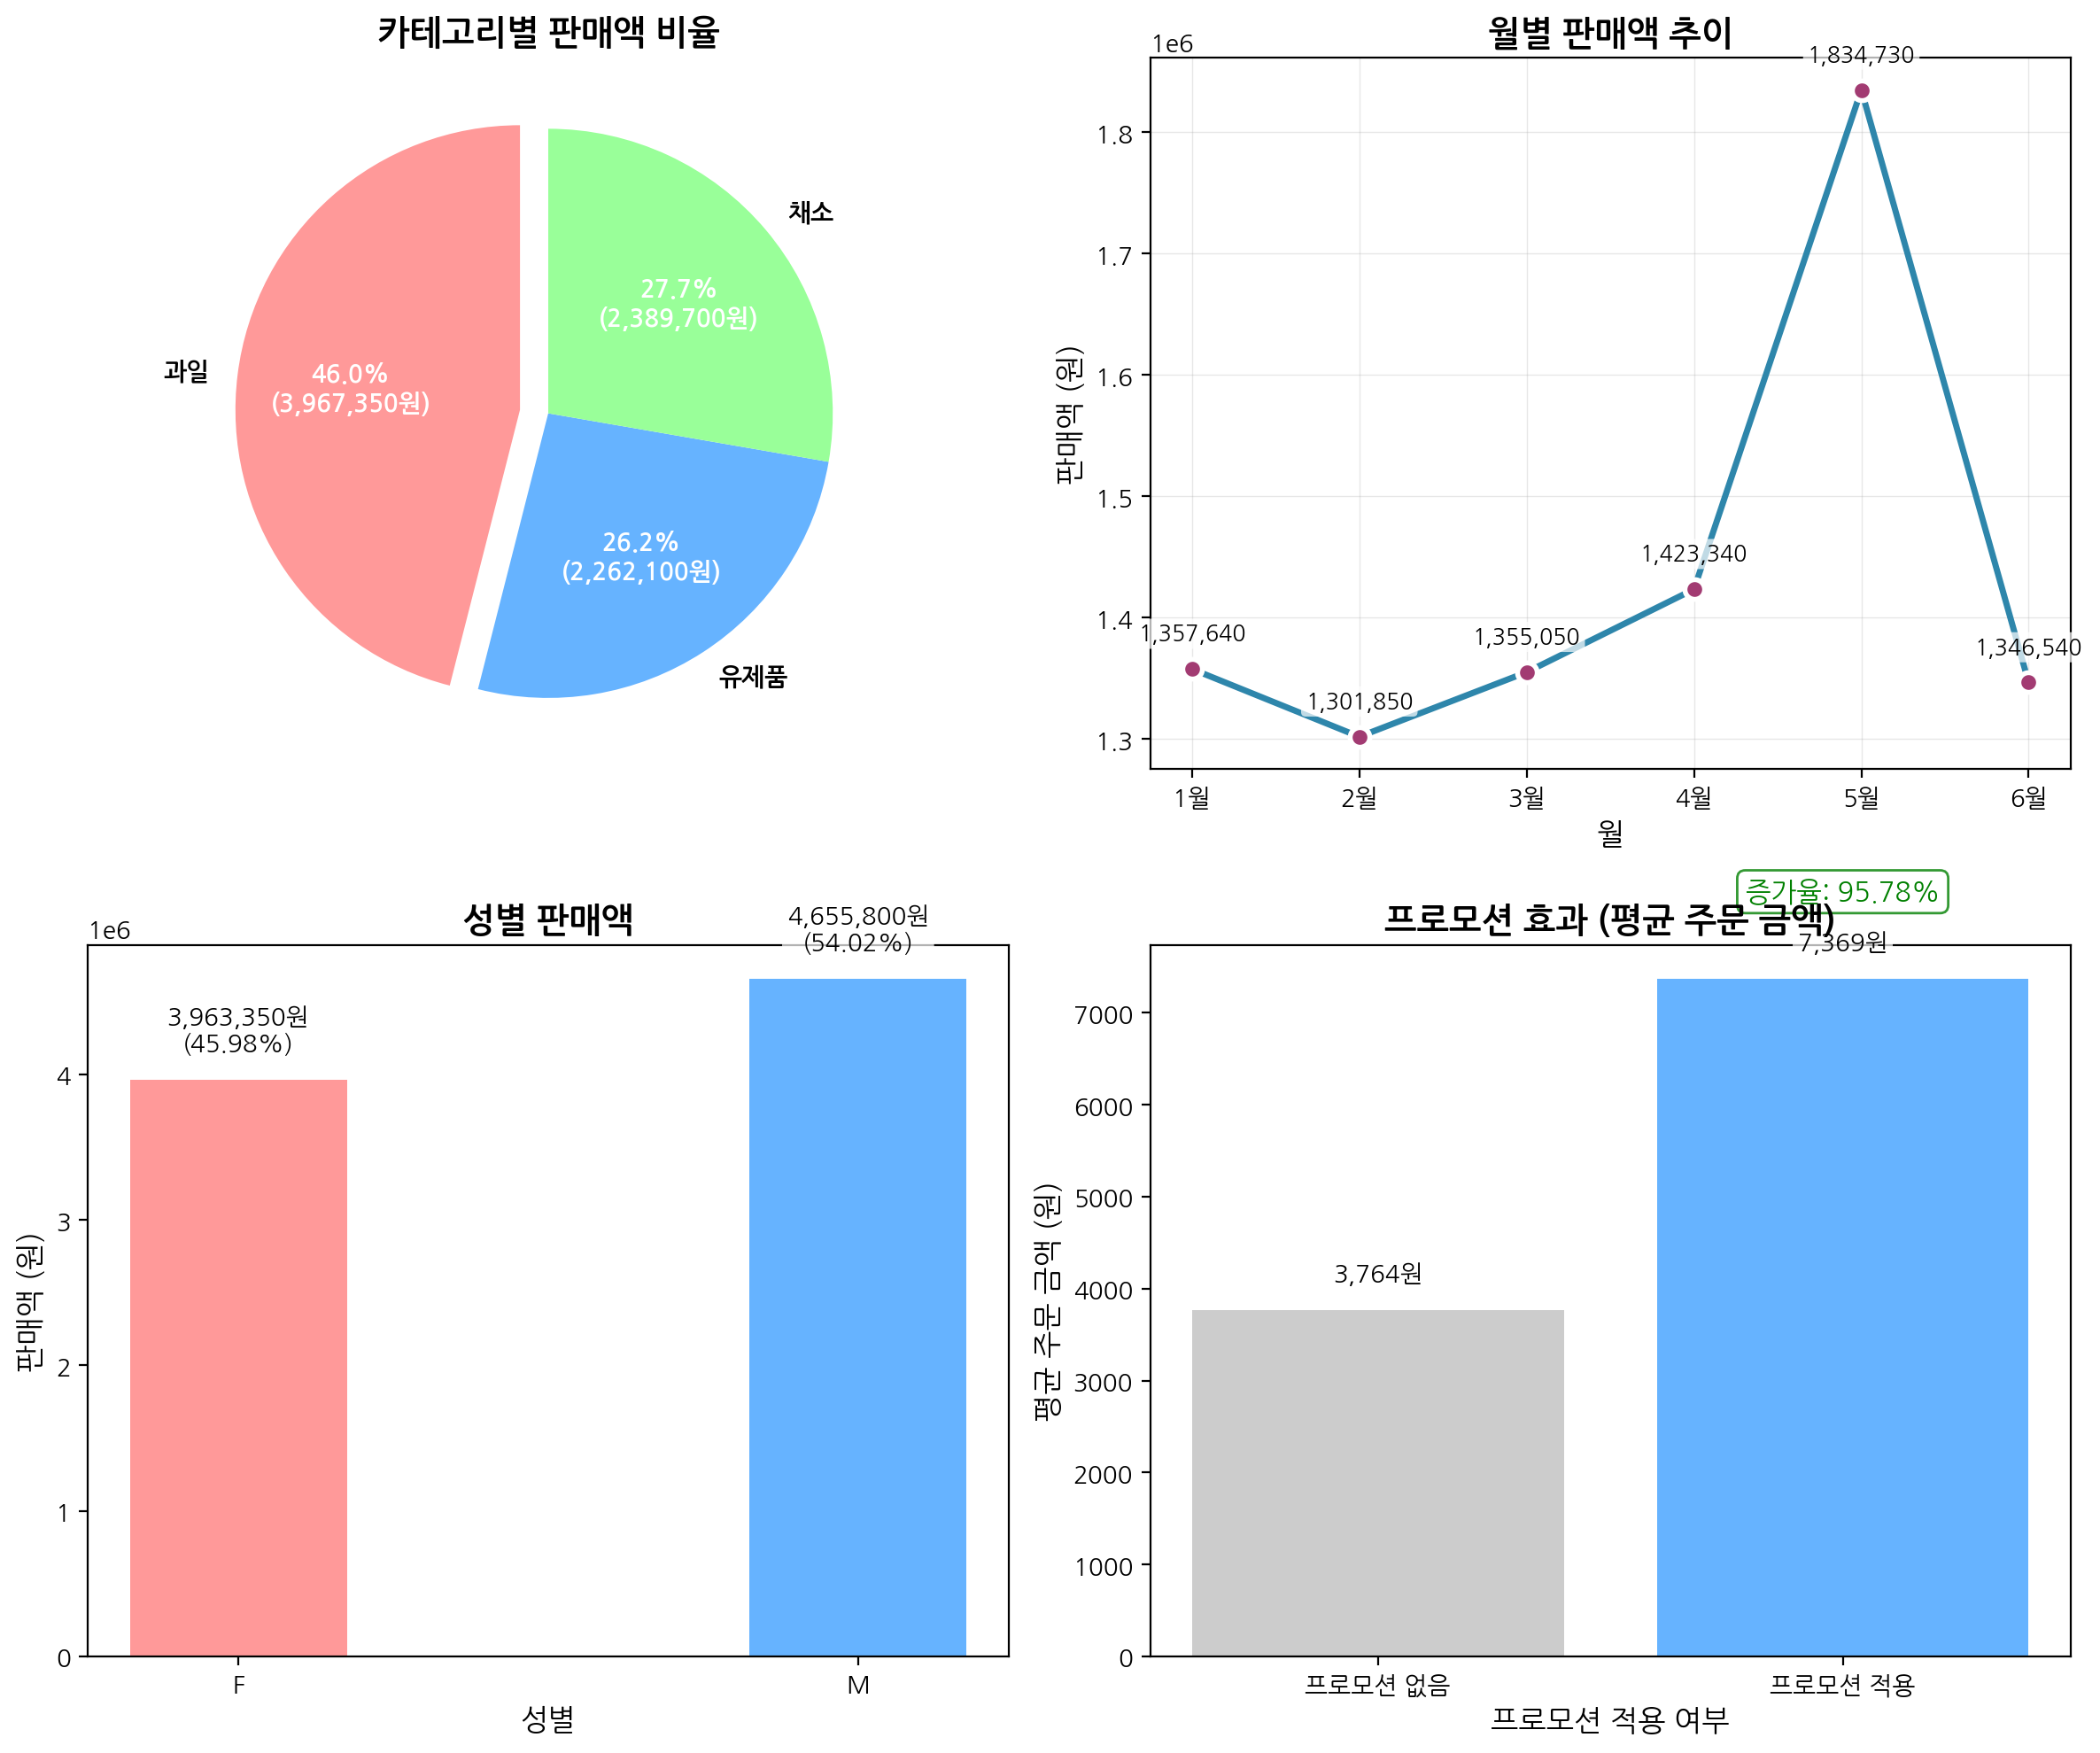 카테고리별 판매액 비율
채소
27.7%
(2,389,700원)
과일
46.0%
(3,967,350원)
26.2%
(2,262,100원)
유제품
월별 판매액 추이
1e6
1,834,730
1.8
1.7
1.6
1.5
1.4
1.3
판매액 (원)
1,423,340
1,357,640
1,355,050
1,346,540
1,301,850
1월
2월
3월
4월
5월
6월
월
성별 판매액
1e6
4,655,800원
(54.02%)
3,963,350원
(45.98%)
4
3
2
1
0
판매액 (원)
F
M
성별
증가율: 95.78%
프로모션 효과 (평균 주문 금액)
7,369원
7000
6000
5000
4000
3000
2000
1000
0
평균 주문 금액 (원)
3,764원
프로모션 없음
프로모션 적용
프로모션 적용 여부